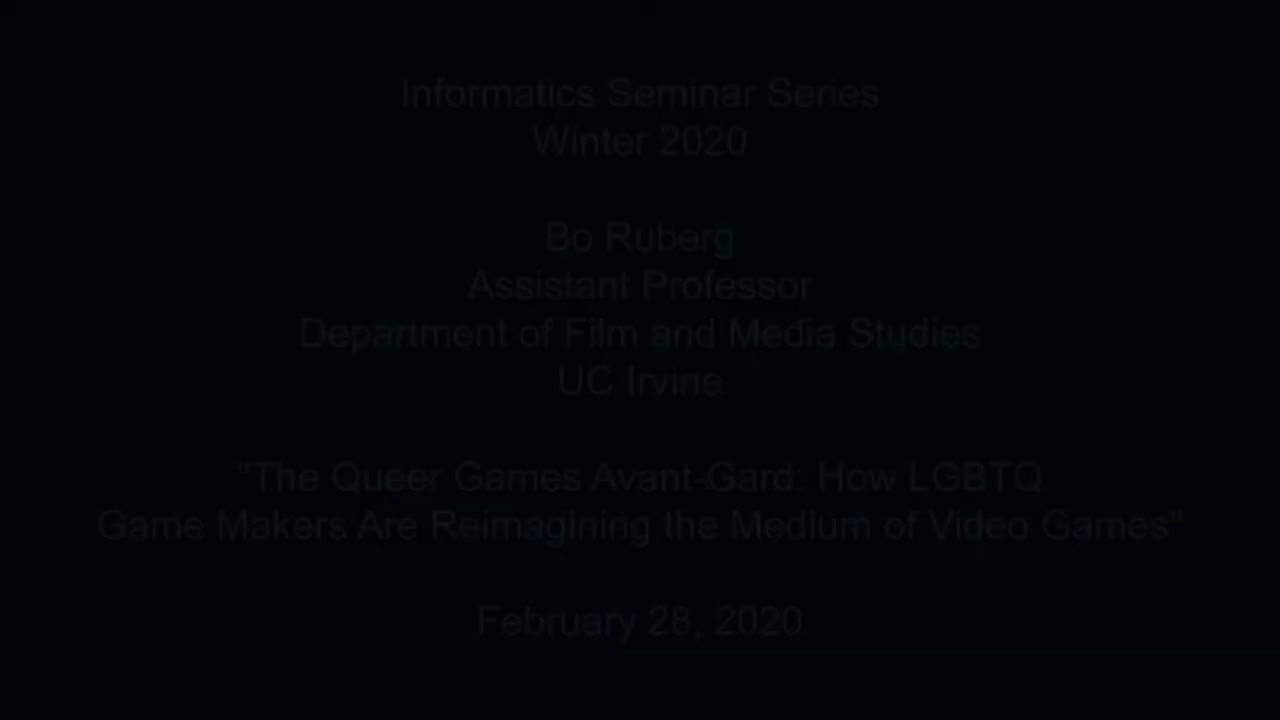 Informatics Seminar Series
Winter 2020
Bo Ruberg
Assistant Professor
Department of Film and Media Studies
UC Irvine
"The Queer Games Avant-Gard: How LGBTQ
Game Makers Are Reimagining the Medium of Video Games"
February 28, 2020